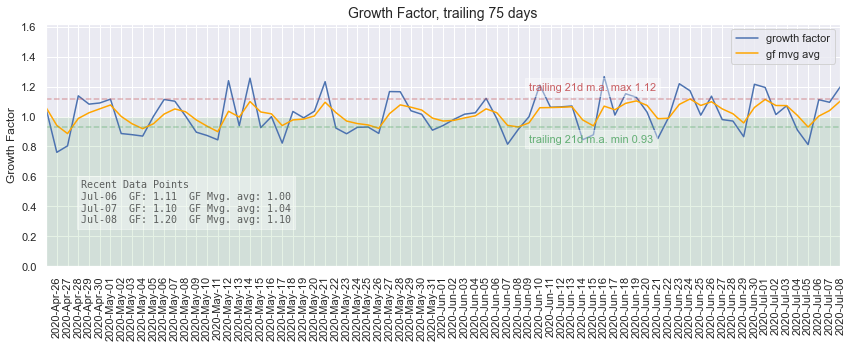 Growth Factor, trailing 75 days
1.6
1.4
1.2
1.0
0.8
0.6
0.4
0.2
0.0
Growth Factor
growth factor
gf mvg avg
trailing 21d m.a. max 1.12
trailing 21d m.a. min 0.93
Recent Data Points
Jul-06 GF: 1.11 GF Mvg. avg: 1.00
Jul-07 GF: 1.10 GF Mvg. avg: 1.04
Jul-08 GF: 1.20 GF Mvg. avg: 1.10
2020-Apr-26
2020-Apr-27
2020-Apr-28
2020-Apr-29
2020-Apr-30
2020-May-01
2020-May-02
2020-May-03
2020-May-04
2020-May-05
2020-May-06
2020-May-07
2020-May-08
2020-May-09
2020-May-10
2020-May-11
2020-May-12
2020-May-13
2020-May-14
2020-May-15
2020-May-16
2020-May-17
2020-May-18
2020-May-19
2020-May-20
2020-May-21
2020-May-22
2020-May-23
2020-May-24
2020-May-25
2020-May-26
2020-May-27
2020-May-28
2020-May-29
2020-May-30
2020-May-31
2020-Jun-01
2020-Jun-02
2020-Jun-03
2020-Jun-04
2020-Jun-05
2020-Jun-06
2020-Jun-07
2020-Jun-08
2020-Jun-09
2020-Jun-10
2020-Jun-11
2020-Jun-12
2020-Jun-13
2020-Jun-14
2020-Jun-15
2020-Jun-16
2020-Jun-17
2020-Jun-18
2020-Jun-19
2020-Jun-20
2020-Jun-21
2020-Jun-22
2020-Jun-23
2020-Jun-24
2020-Jun-25
2020-Jun-26
2020-Jun-27
2020-Jun-28
2020-Jun-29
2020-Jun-30
2020-Jul-01
2020-Jul-02
2020-Jul-03
2020-Jul-04
2020-Jul-05
2020-Jul-06
2020-Jul-07
2020-Jul-08